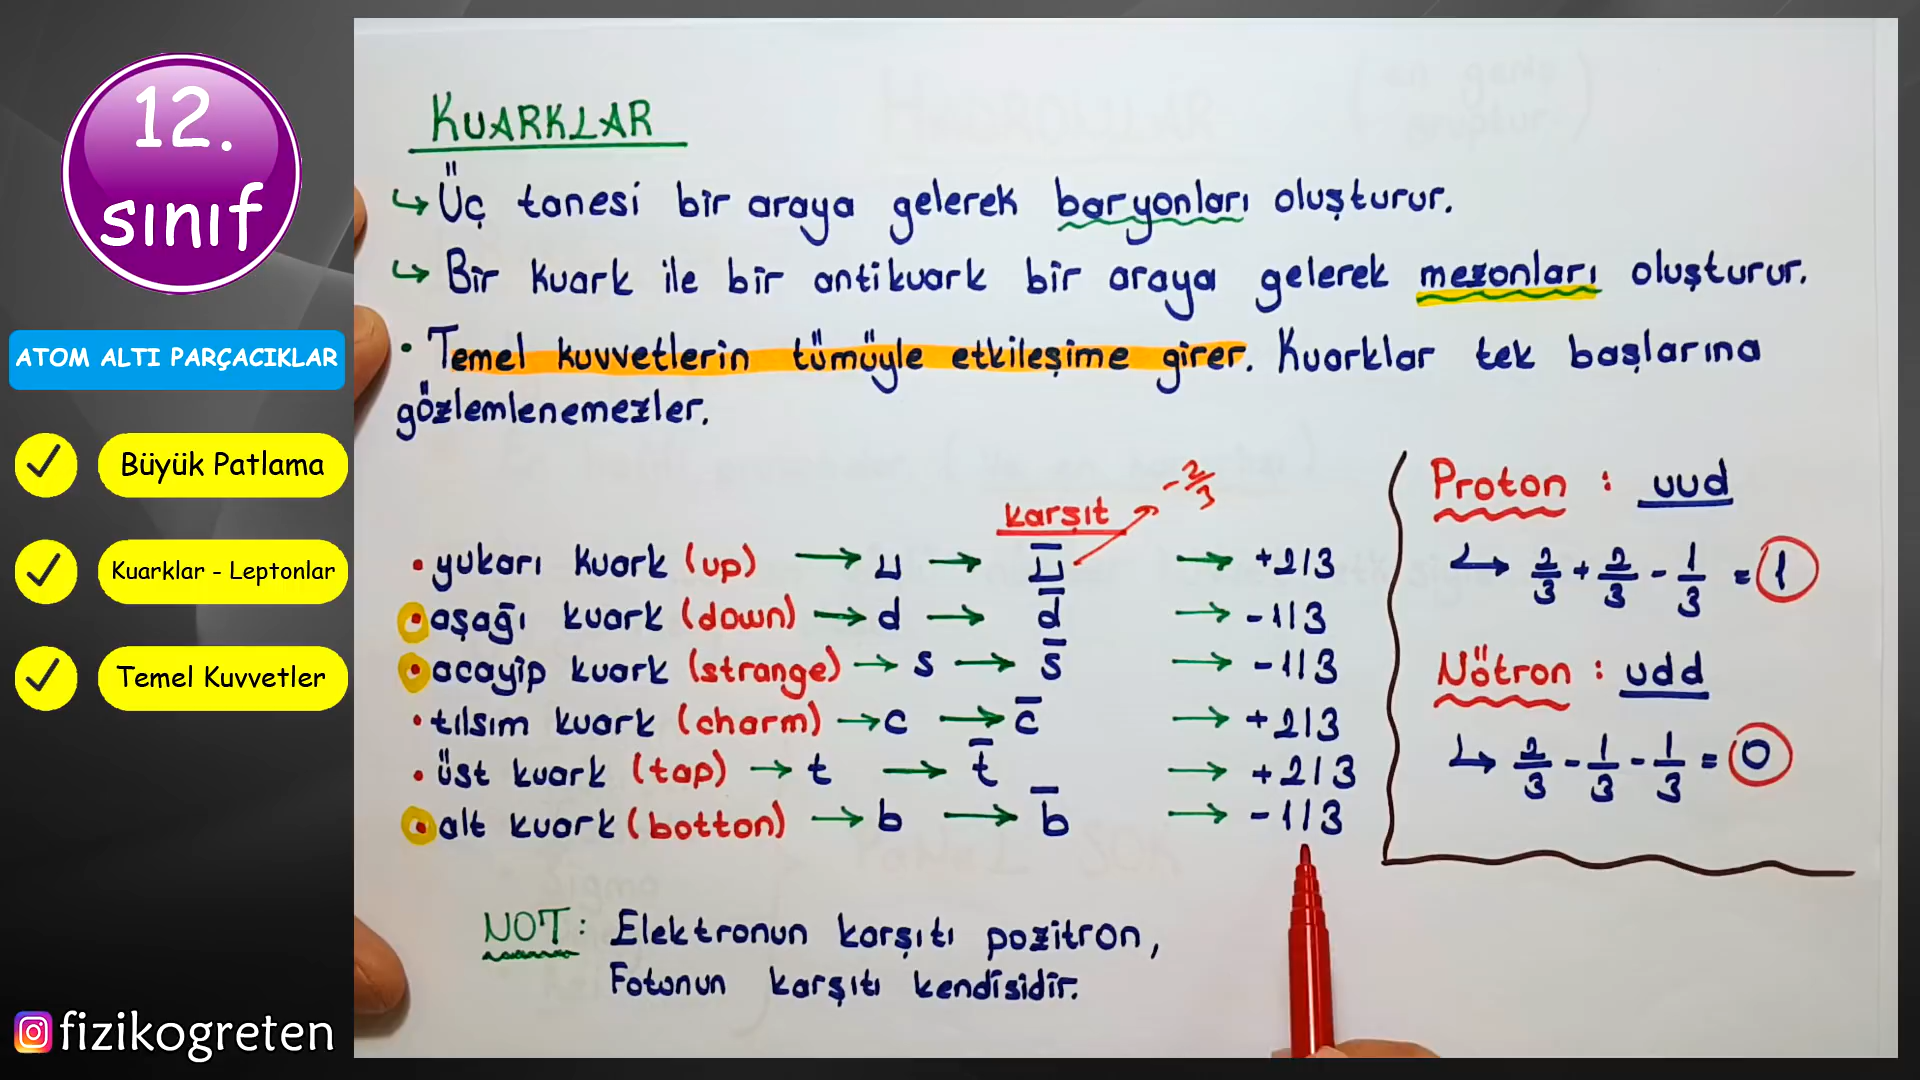 12.
sınıf
ATOM ALTI PARÇACIKLAR
Büyük Patlama
Kuarklar - Leptonlar
Temel Kuvvetler
fizikogreten
KUARKLAR
Üç tanesi bir araya gelerek baryonları oluşturur.
Bir kuark ile bir antikuark bir araya gelerek mezonları oluşturur.
• Temel kuvvetlerin tümüyle etkileşime girer. Kuarklar tek başlarına
gözlemlenemezler.
karşıt → -2/3
• yukarı kuark (up) → u → u̅ → +2/3
• aşağı kuark (down) → d → d̅ → -1/3
• acayip kuark (strange) → s → s̅ → -1/3
• tılsım kuark (charm) → c → c̅ → +2/3
• üst kuark (top) → t → t̅ → +2/3
• alt kuark (botton) → b → b̅ → -1/3
Proton : uud
↳ 2/3 + 2/3 - 1/3 = 1
Nötron : udd
↳ 2/3 - 1/3 - 1/3 = 0
NOT: Elektronun karşıtı pozitron,
Fotonun karşıtı kendisidir.